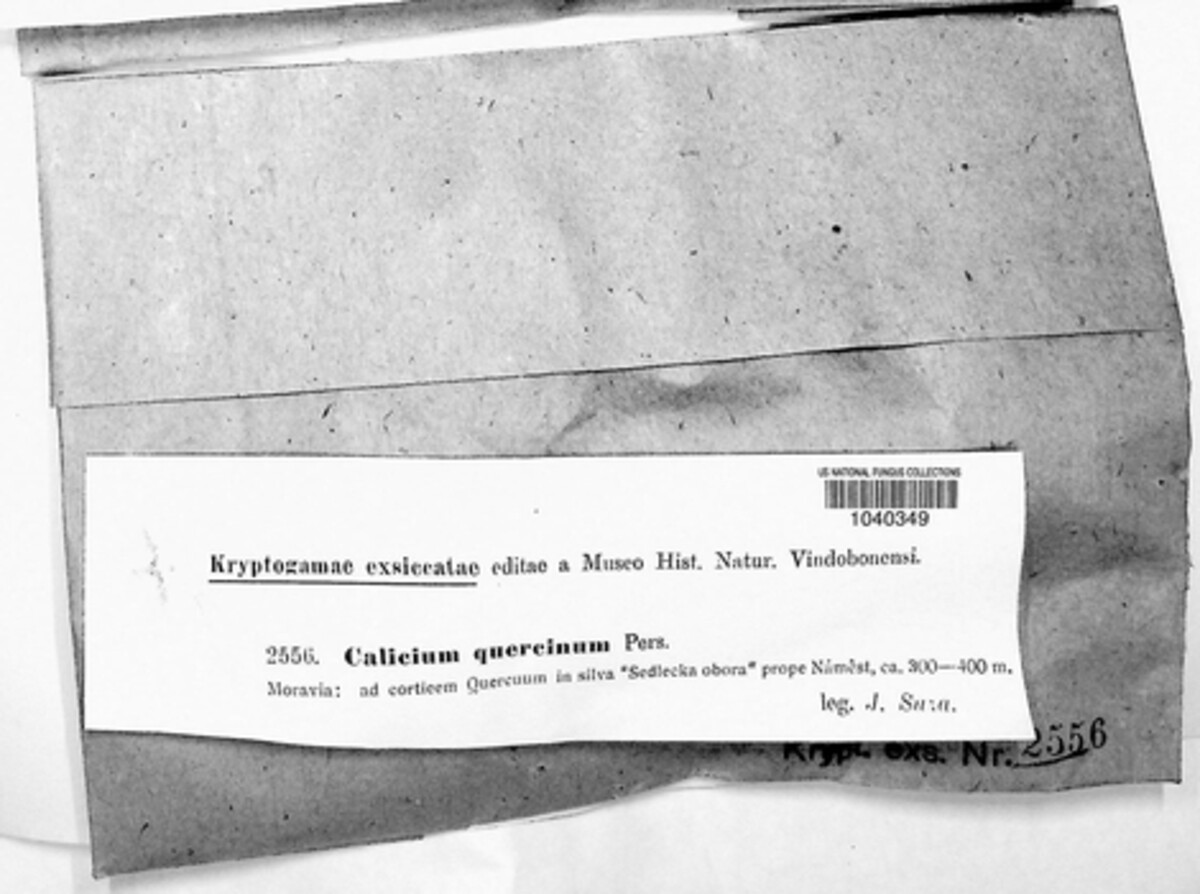 US NATIONAL FUNGUS COLLECTIONS
1040349
Kryptogamae exsiccatae editae a Museo Hist. Natur. Vindobonensi.
2556. Calicium quercinum Pers.
Moravia: ad corticem Quercuum in silva "Sedlecka obora" prope Náměst, ca. 300—400 m.
leg. J. Suza.
Krypt. exs. Nr. 2556